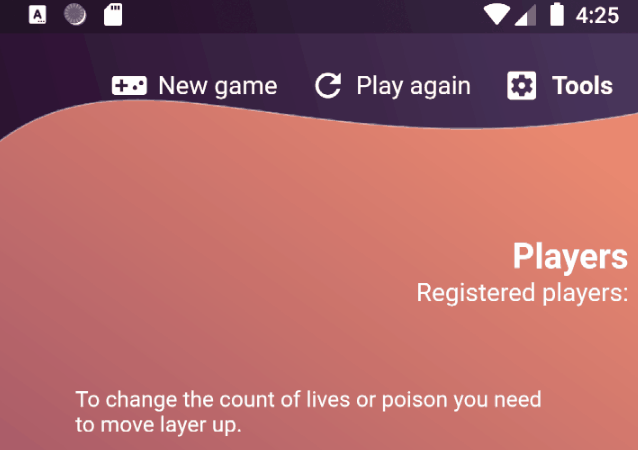 A
4:25
New game
Play again
Tools
Players
Registered players:
To change the count of lives or poison you need
to move layer up.